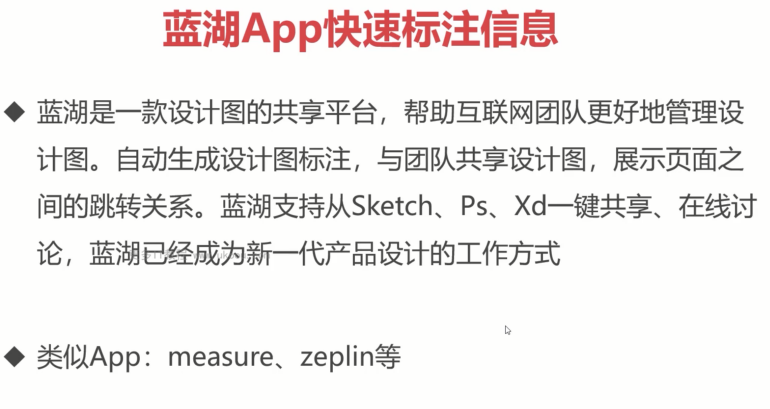 蓝湖App快速标注信息
◆ 蓝湖是一款设计图的共享平台，帮助互联网团队更好地管理设
计图。自动生成设计图标注，与团队共享设计图，展示页面之
间的跳转关系。蓝湖支持从Sketch、Ps、Xd一键共享、在线讨
论，蓝湖已经成为新一代产品设计的工作方式
◆ 类似App：measure、zeplin等